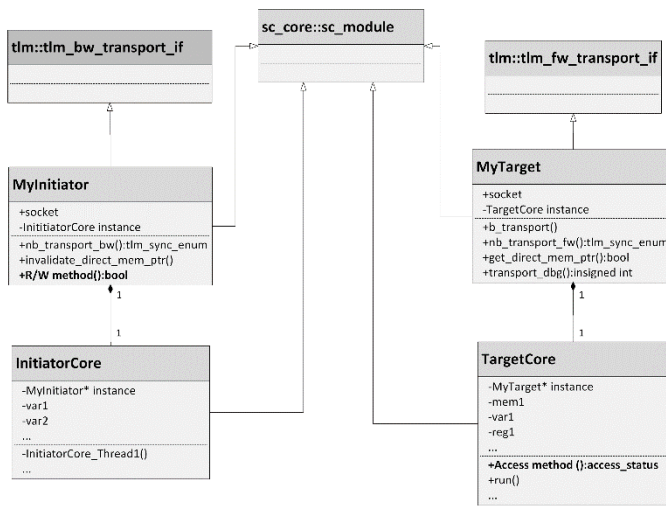 tlm::tlm_bw_transport_if
sc_core::sc_module
tlm::tlm_fw_transport_if
MyInitiator
+socket
-InititiatorCore instance
+nb_transport_bw():tlm_sync_enum
+invalidate_direct_mem_ptr()
+R/W method():bool
1
1
InitiatorCore
-MyInitiator* instance
-var1
-var2
...
-InitiatorCore_Thread1()
...
MyTarget
+socket
-TargetCore instance
+b_transport()
+nb_transport_fw():tlm_sync_enum
+get_direct_mem_ptr():bool
+transport_dbg():insigned int
1
1
TargetCore
-MyTarget* instance
-mem1
-var1
-reg1
...
+Access method ():access_status
+run()
...